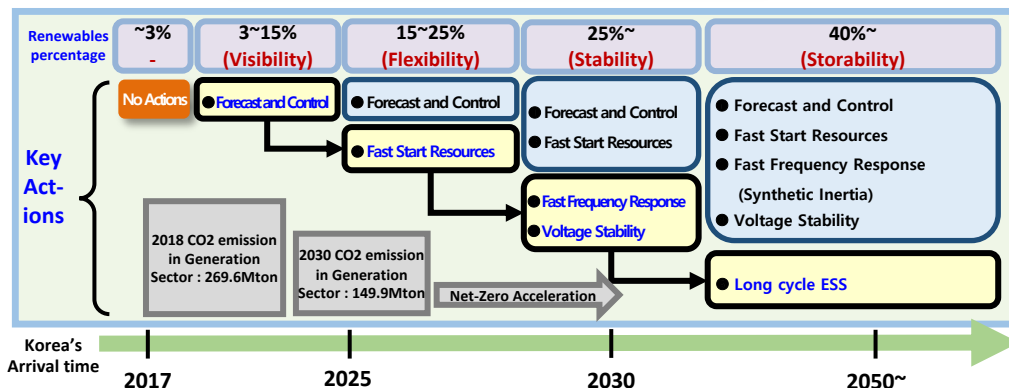 Renewables
percentage
~3%
-
3~15%
(Visibility)
15~25%
(Flexibility)
25%~
(Stability)
40%~
(Storability)
Key
Act-
ions
No Actions
● Forecast and Control
● Forecast and Control
● Fast Start Resources
● Forecast and Control
● Fast Start Resources
● Fast Frequency Response
● Voltage Stability
● Forecast and Control
● Fast Start Resources
● Fast Frequency Response
(Synthetic Inertia)
● Voltage Stability
● Long cycle ESS
2018 CO2 emission
in Generation
Sector : 269.6Mton
2030 CO2 emission
in Generation
Sector : 149.9Mton
Net-Zero Acceleration
Korea's
Arrival time
2017
2025
2030
2050~